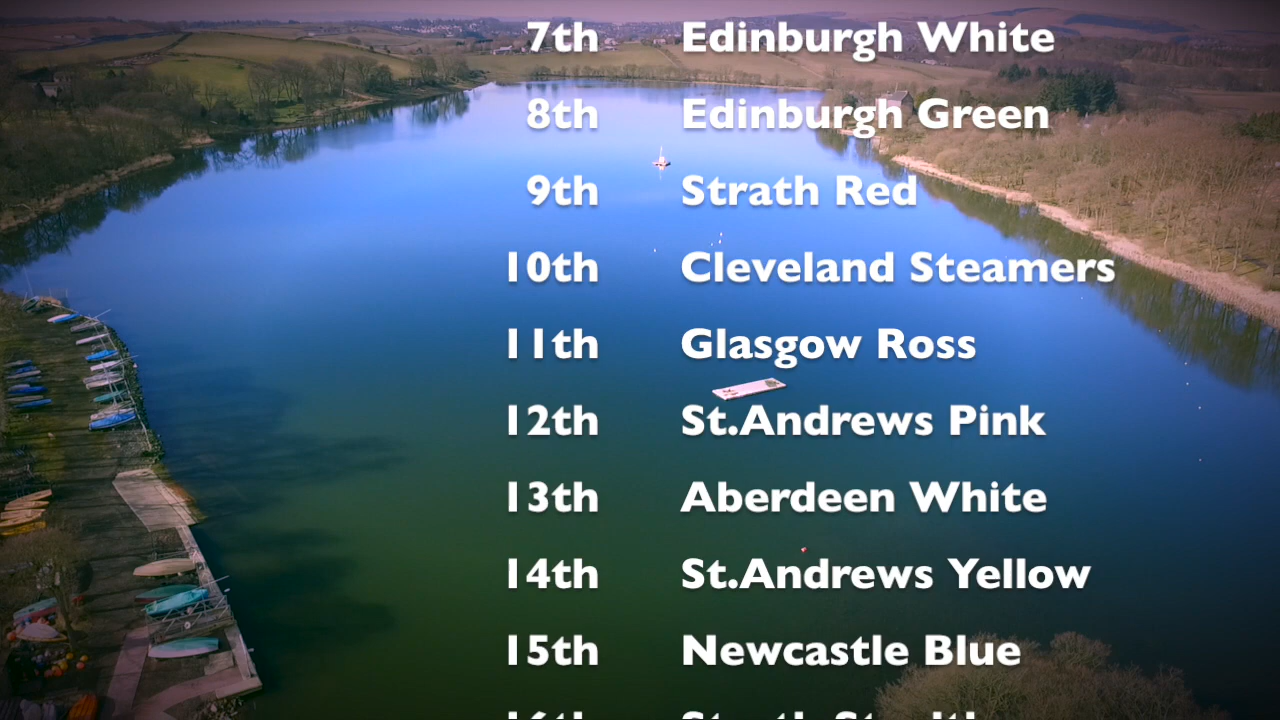 7th Edinburgh White
8th Edinburgh Green
9th Strath Red
10th Cleveland Steamers
11th Glasgow Ross
12th St.Andrews Pink
13th Aberdeen White
14th St.Andrews Yellow
15th Newcastle Blue